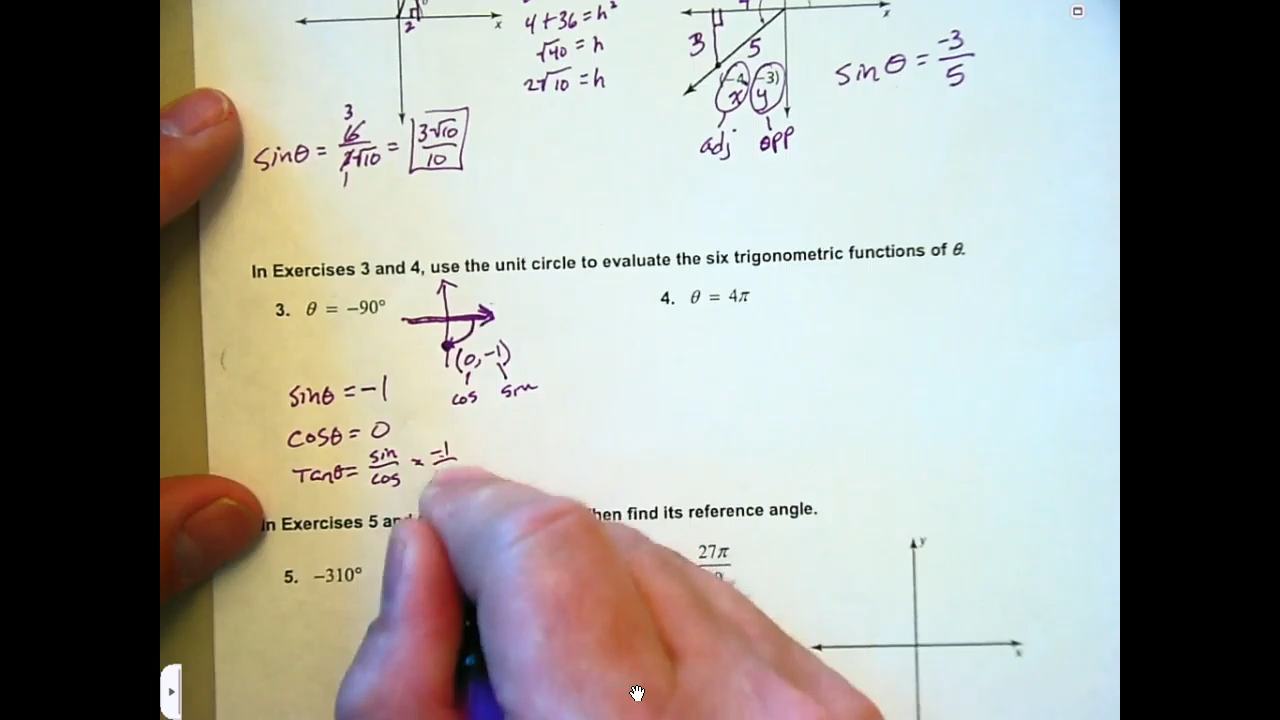 2
x
4 + 36 = h²
√40 = h
2√10 = h
sinθ = 6/2√10 = 3√10/10
3
1
3
5
(-4, -3)
x y
adj opp
x
sin θ = -3/5
In Exercises 3 and 4, use the unit circle to evaluate the six trigonometric functions of θ.
3. θ = −90°
(0, -1)
cos sin
sinθ = -1
cosθ = 0
Tanθ = sin/cos = -1
4. θ = 4π
In Exercises 5 hen find its reference angle.
5. −310°
27π
y
x